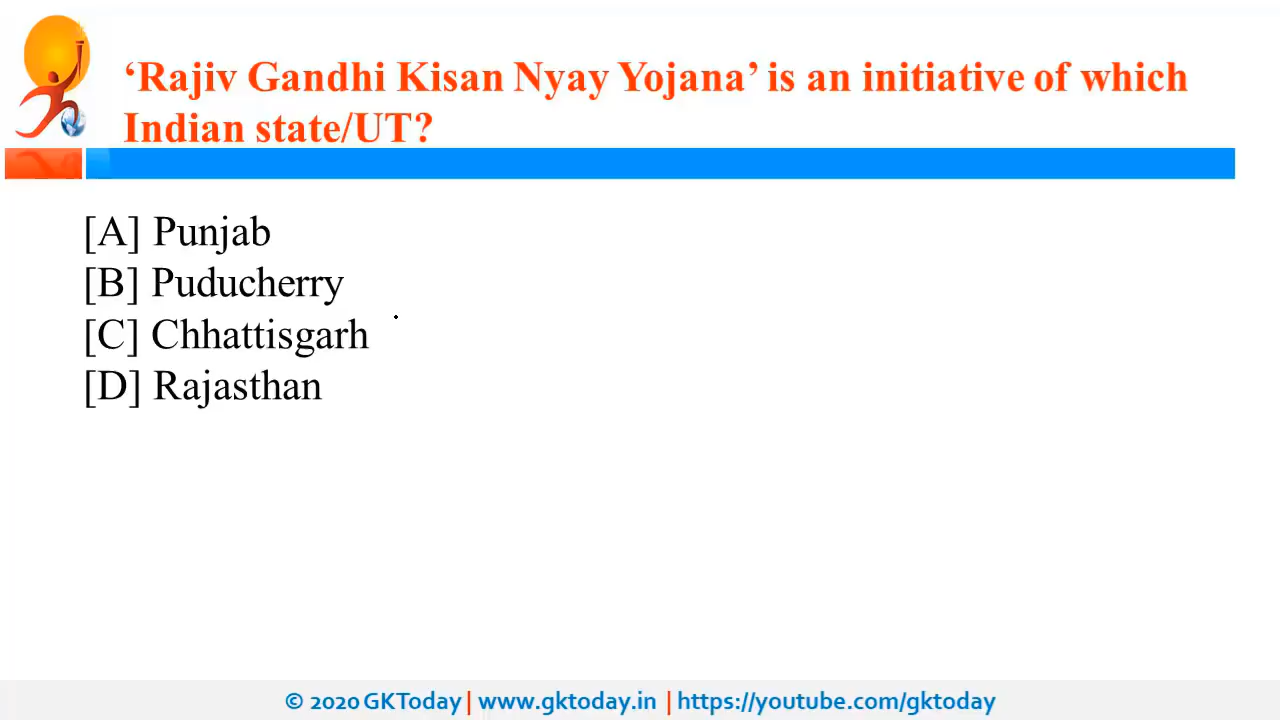 ‘Rajiv Gandhi Kisan Nyay Yojana’ is an initiative of which
Indian state/UT?
[A] Punjab
[B] Puducherry
[C] Chhattisgarh
[D] Rajasthan
© 2020 GKToday | www.gktoday.in | https://youtube.com/gktoday